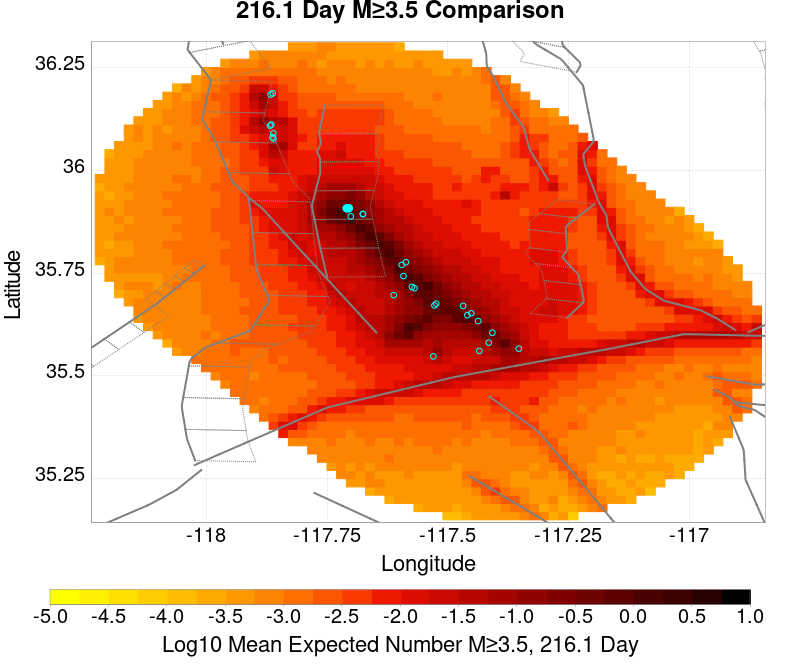 216.1 Day M≥3.5 Comparison
36.25
36
35.75
35.5
35.25
Latitude
-118
-117.75
-117.5
-117.25
-117
Longitude
-5.0 -4.5 -4.0 -3.5 -3.0 -2.5 -2.0 -1.5 -1.0 -0.5 0.0 0.5 1.0
Log10 Mean Expected Number M≥3.5, 216.1 Day